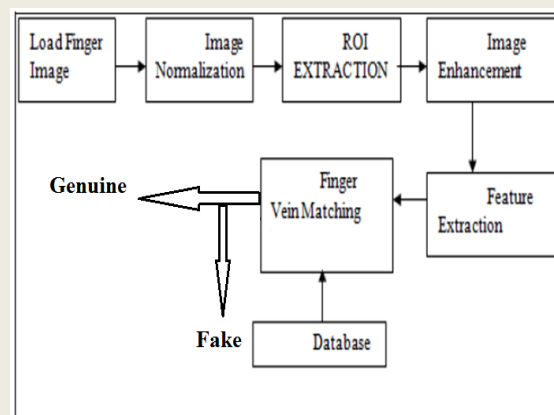 Load Finger
Image
Image
Normalization
ROI
EXTRACTION
Image
Enhancement
Genuine
Finger
Vein Matching
Feature
Extraction
Fake
Database